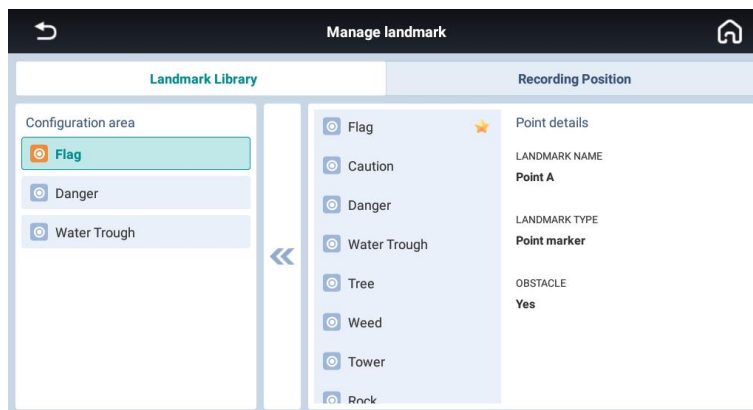 Manage landmark
Landmark Library
Recording Position
Configuration area
Flag
Danger
Water Trough
Flag
Caution
Danger
Water Trough
Tree
Weed
Tower
Rock
Point details
LANDMARK NAME
Point A
LANDMARK TYPE
Point marker
OBSTACLE
Yes